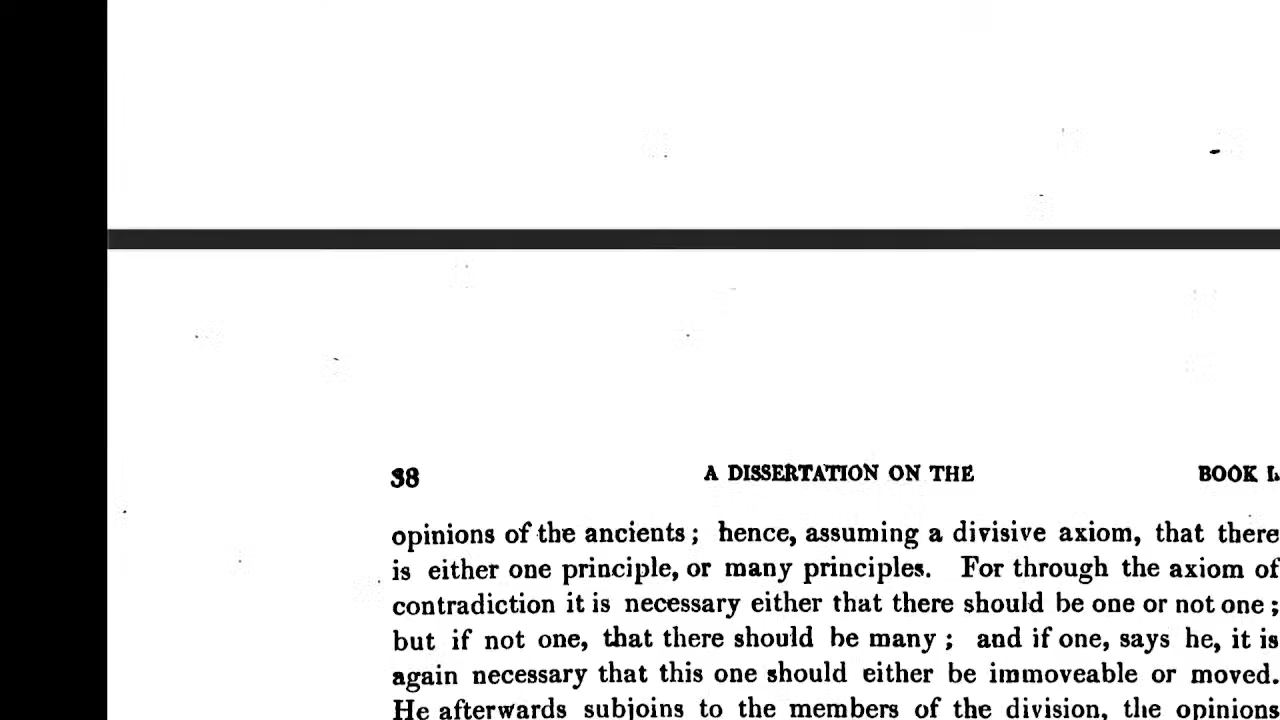 38 A DISSERTATION ON THE BOOK I.
opinions of the ancients; hence, assuming a divisive axiom, that there
is either one principle, or many principles. For through the axiom of
contradiction it is necessary either that there should be one or not one;
but if not one, that there should be many; and if one, says he, it is
again necessary that this one should either be immoveable or moved.
He afterwards subjoins to the members of the division, the opinions